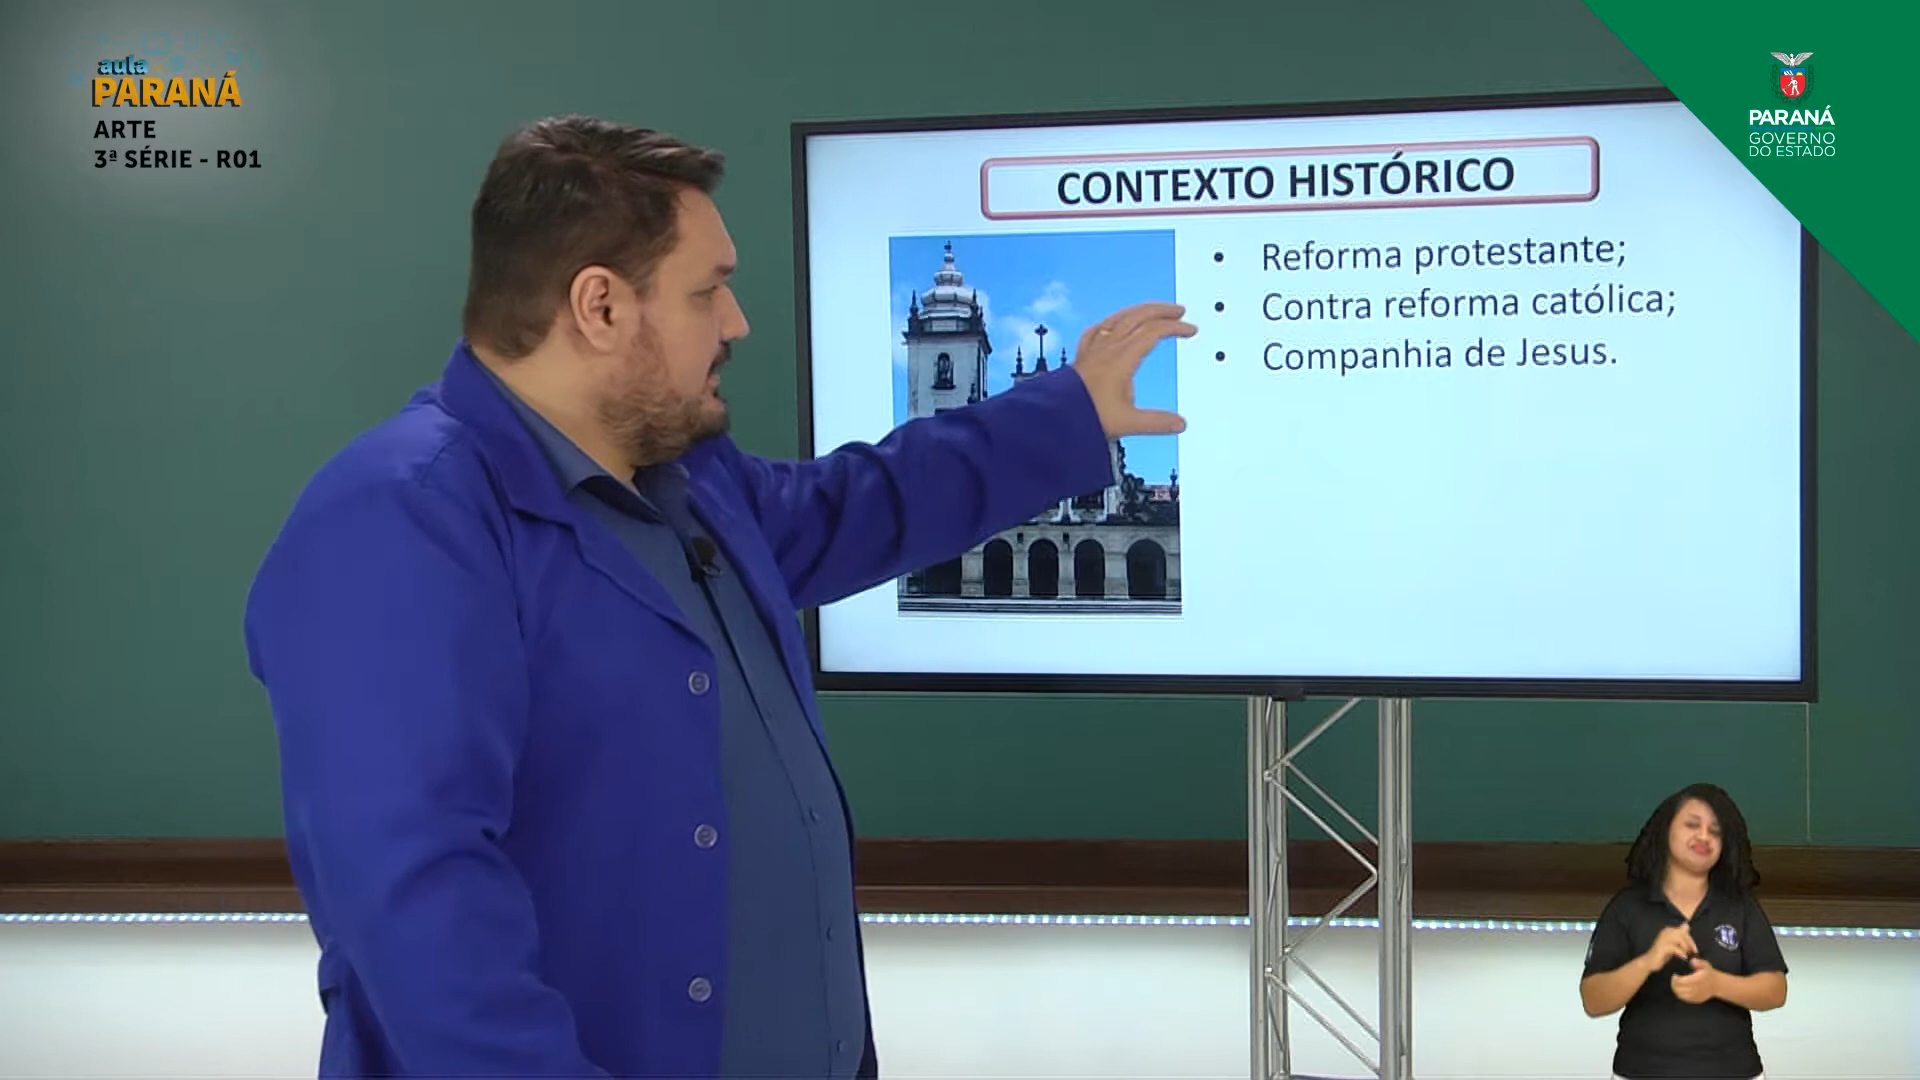 aula
PARANÁ
ARTE
3ª SÉRIE - R01
PARANÁ
GOVERNO
DO ESTADO
CONTEXTO HISTÓRICO
• Reforma protestante;
• Contra reforma católica;
• Companhia de Jesus.